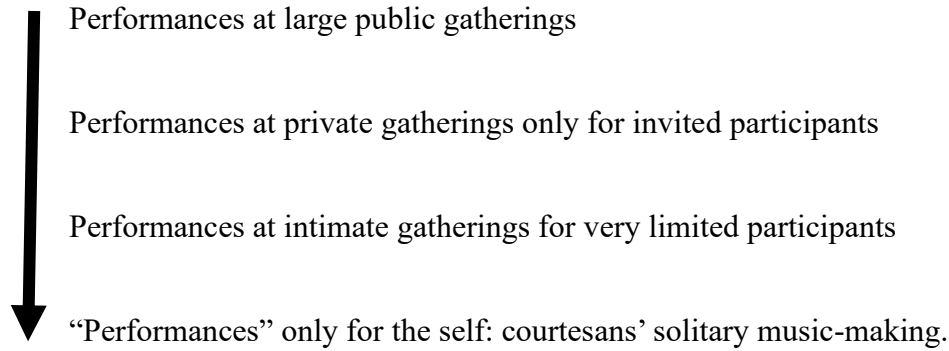 Performances at large public gatherings
Performances at private gatherings only for invited participants
Performances at intimate gatherings for very limited participants
“Performances” only for the self: courtesans’ solitary music-making.